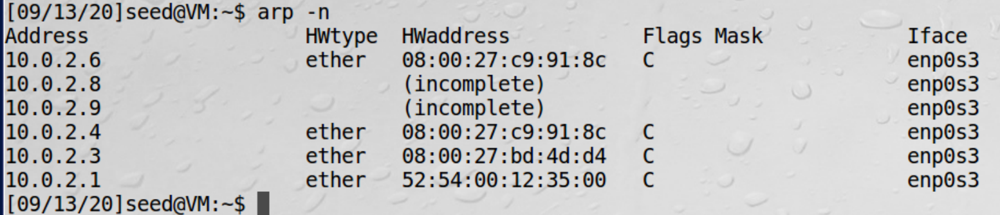 [09/13/20]seed@VM:~$ arp -n
Address                  HWtype  HWaddress           Flags Mask            Iface
10.0.2.6                 ether   08:00:27:c9:91:8c   C                     enp0s3
10.0.2.8                         (incomplete)                              enp0s3
10.0.2.9                         (incomplete)                              enp0s3
10.0.2.4                 ether   08:00:27:c9:91:8c   C                     enp0s3
10.0.2.3                 ether   08:00:27:bd:4d:d4   C                     enp0s3
10.0.2.1                 ether   52:54:00:12:35:00   C                     enp0s3
[09/13/20]seed@VM:~$